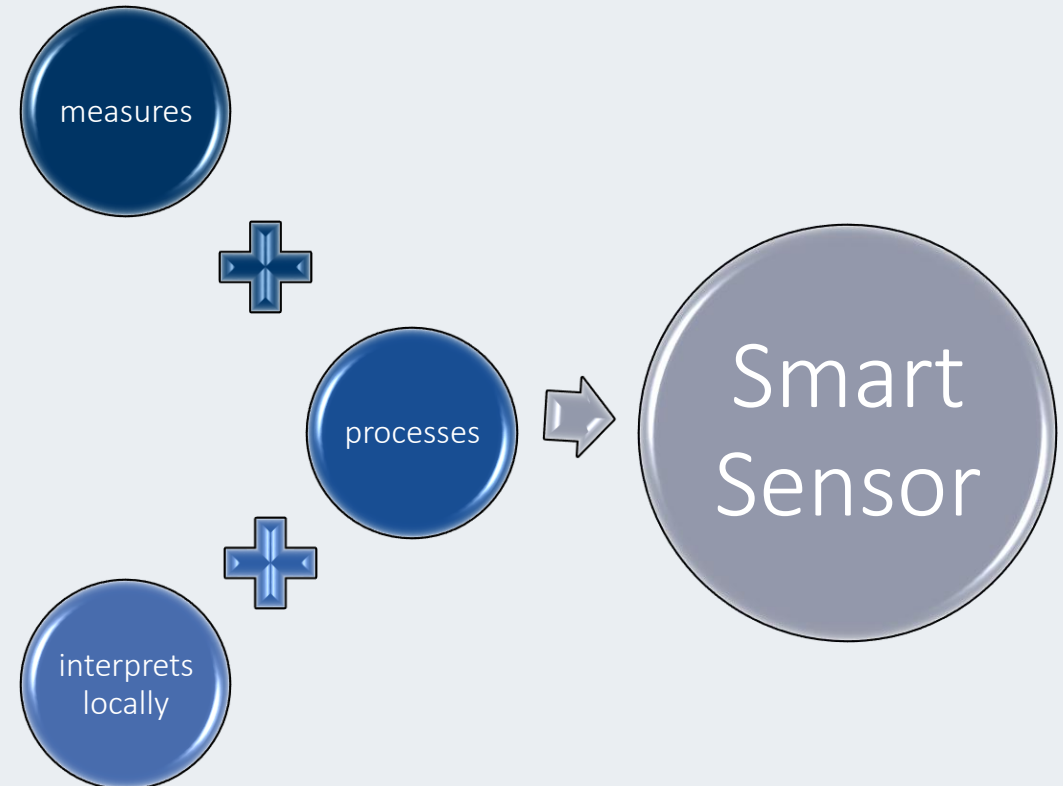 measures
processes
interprets
locally
Smart
Sensor